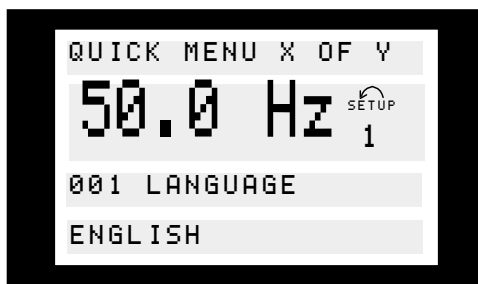 QUICK MENU X OF Y
50.0 Hz SETUP
1
001 LANGUAGE
ENGLISH